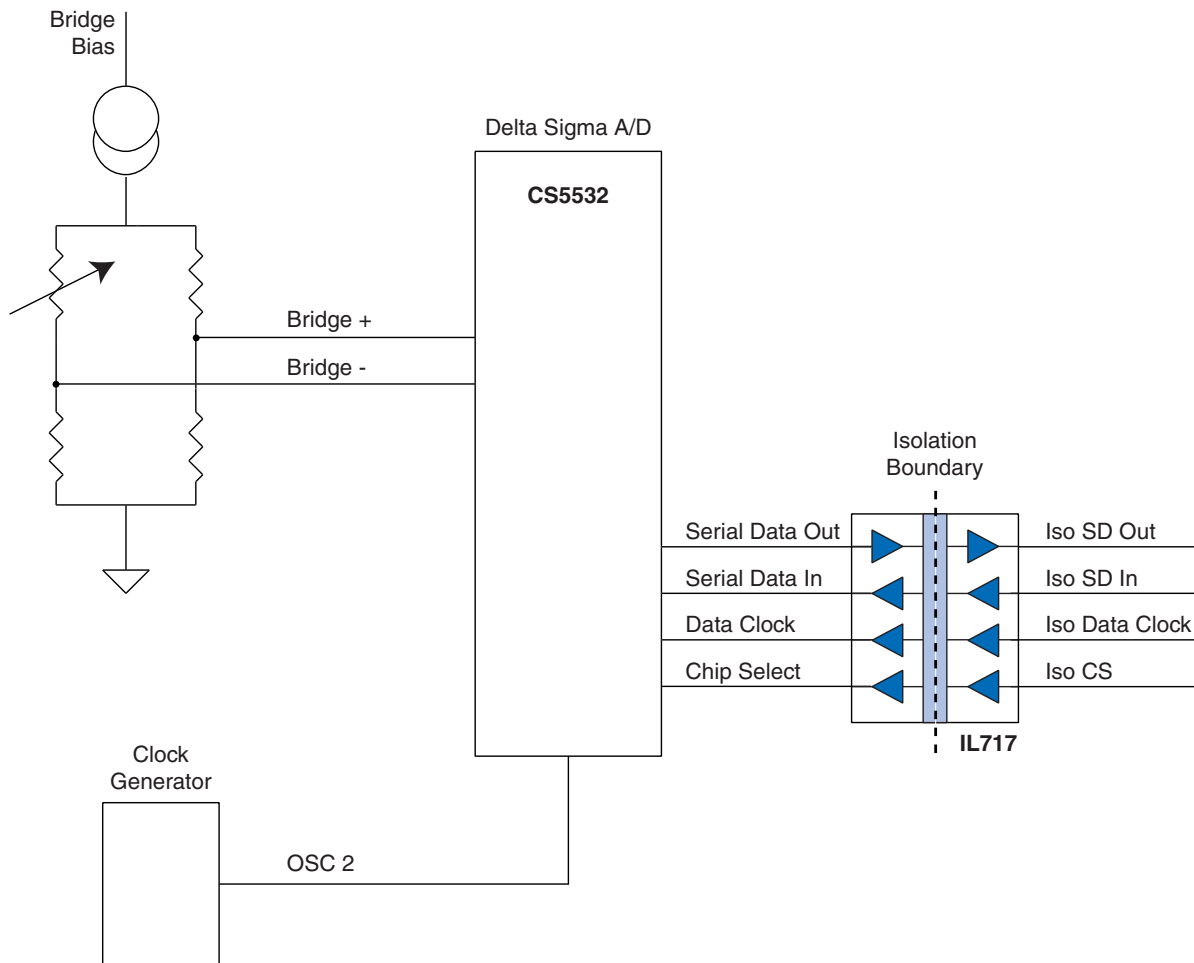 Bridge
Bias
Delta Sigma A/D
CS5532
Bridge +
Bridge -
Isolation
Boundary
Serial Data Out
Iso SD Out
Serial Data In
Iso SD In
Data Clock
Iso Data Clock
Chip Select
Iso CS
IL717
Clock
Generator
OSC 2